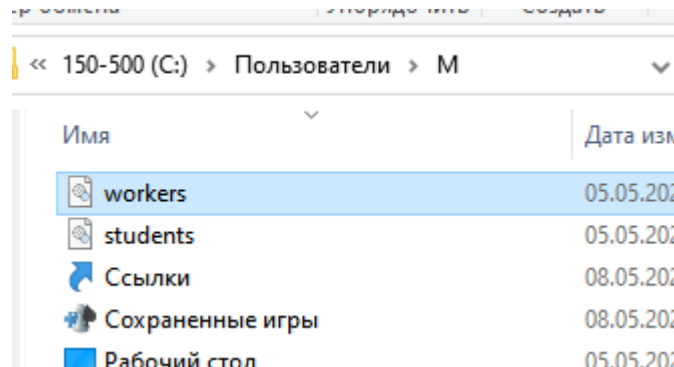 150-500 (C:) > Пользователи > М
Имя
workers 05.05.202
students 05.05.202
Ссылки 08.05.202
Сохраненные игры 08.05.202
Рабочий стол 05.05.202